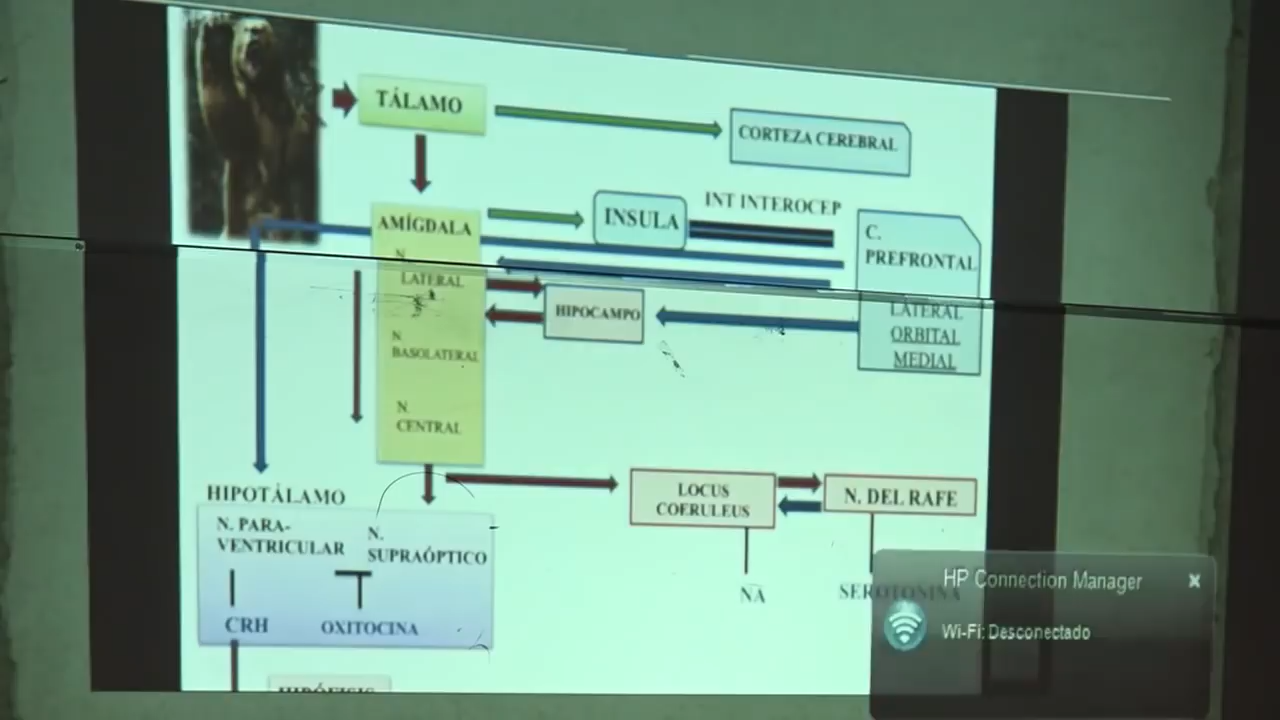 TÁLAMO
CORTEZA CEREBRAL
AMÍGDALA
INSULA
INT INTEROCEP
C.
PREFRONTAL
LATERAL
ORBITAL
MEDIAL
N.
LATERAL
HIPOCAMPO
N.
BASOLATERAL
N.
CENTRAL
LOCUS
COERULEUS
N. DEL RAFE
NA
SEROTONINA
HIPOTÁLAMO
N. PARA-
VENTRICULAR
N.
SUPRAÓPTICO
CRH
OXITOCINA
HIPÓFISIS
HP Connection Manager
x
Wi-Fi: Desconectado